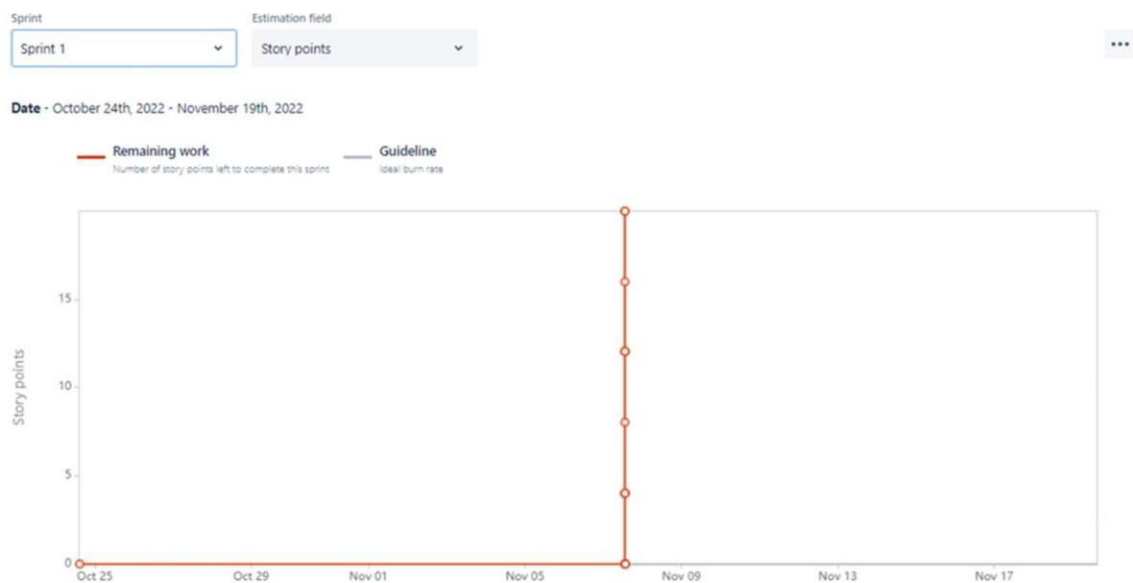 Sprint Estimation field
Sprint 1 Story points
Date - October 24th, 2022 - November 19th, 2022
Remaining work Guideline
Number of story points left to complete this sprint Ideal burn rate
15
10
Story points
5
0
Oct 25 Oct 29 Nov 01 Nov 05 Nov 09 Nov 13 Nov 17